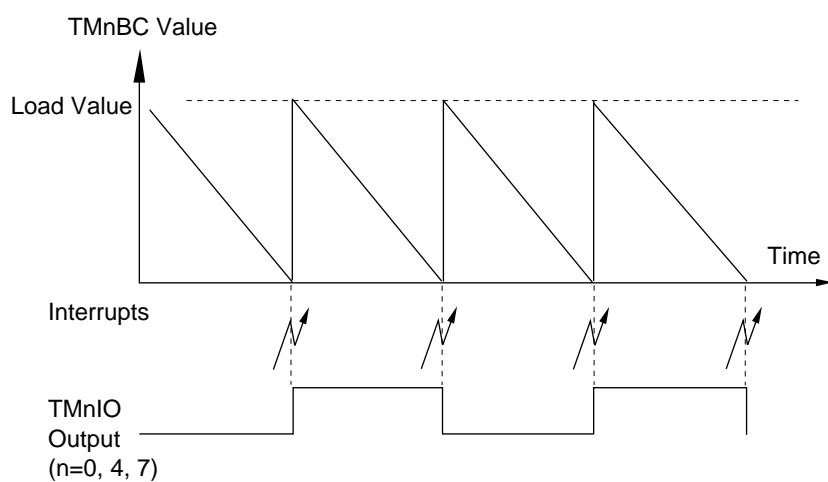 TMnBC Value
Load Value
Time
Interrupts
TMnIO
Output
(n=0, 4, 7)